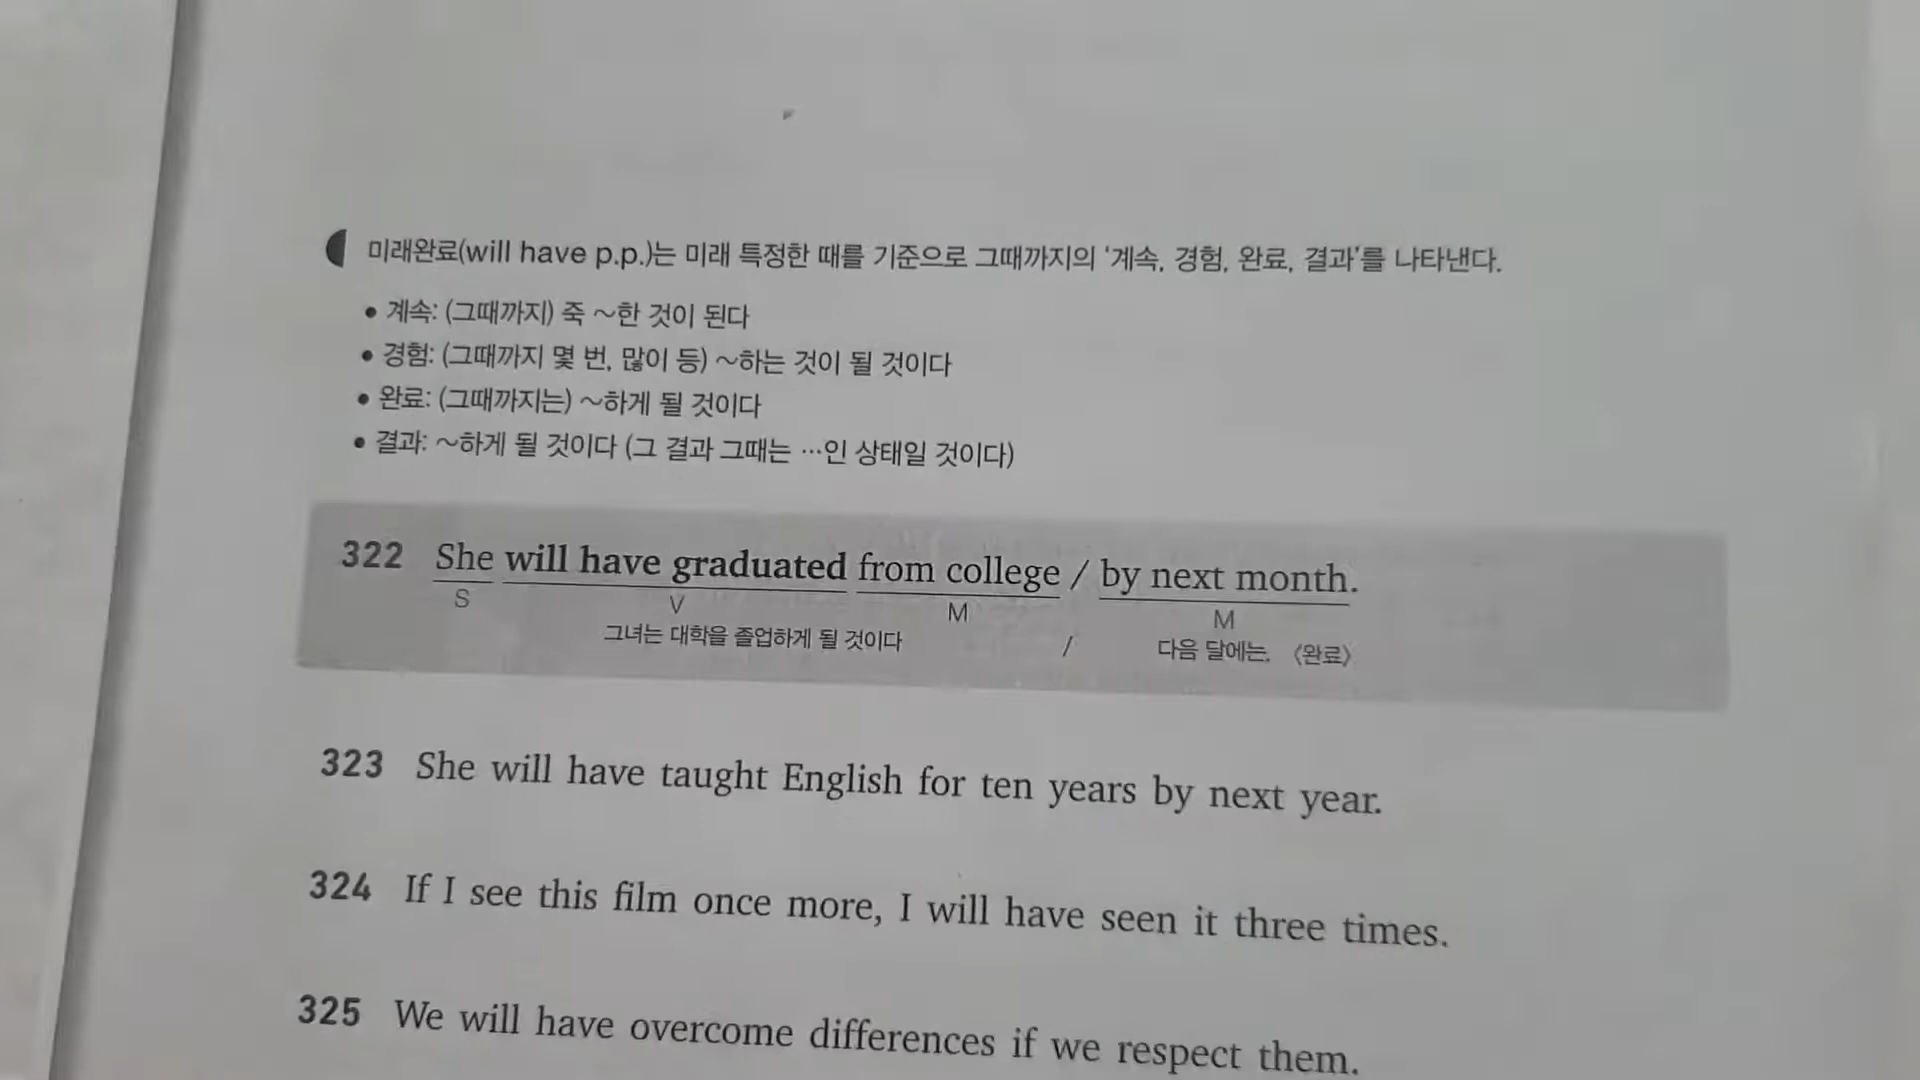 미래완료(will have p.p.)는 미래 특정한 때를 기준으로 그때까지의 ‘계속, 경험, 완료, 결과’를 나타낸다.
• 계속: (그때까지) 죽 ~한 것이 된다
• 경험: (그때까지 몇 번, 많이 등) ~하는 것이 될 것이다
• 완료: (그때까지는) ~하게 될 것이다
• 결과: ~하게 될 것이다 (그 결과 그때는 …인 상태일 것이다)
322 She will have graduated from college / by next month.
S V M M
그녀는 대학을 졸업하게 될 것이다 / 다음 달에는. 〈완료〉
323 She will have taught English for ten years by next year.
324 If I see this film once more, I will have seen it three times.
325 We will have overcome differences if we respect them.